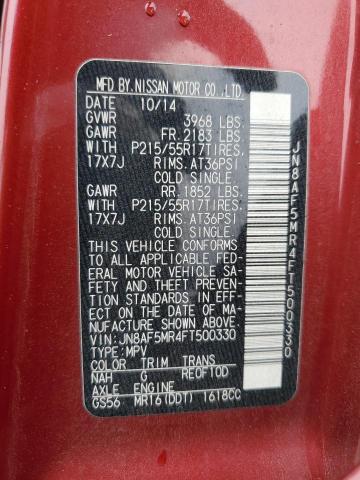 MFD BY. NISSAN MOTOR CO., LTD.
DATE 10/14
GVWR 3968 LBS.
GAWR FR. 2183 LBS
WITH P215/55R17TIRES,
17X7J RIMS. AT36PSI
COLD SINGLE.
GAWR RR. 1852 LBS.
WITH P215/55R17TIRES,
17X7J RIMS. AT36PSI
COLD SINGLE.
THIS VEHICLE CONFORMS
TO ALL APPLICABLE FED-
ERAL MOTOR VEHICLE SA-
FETY AND THEFT PREVENTION
STANDARDS IN EFF-
ECT ON THE DATE OF MA-
NUFACTURE SHOWN ABOVE.
VIN: JN8AF5MR4FT500330
TYPE: MPV
COLOR TRIM TRANS
NAH G RE0F10D
AXLE ENGINE
GS56 MR16(DDT) 1618CC
JN8AF5MR4FT500330